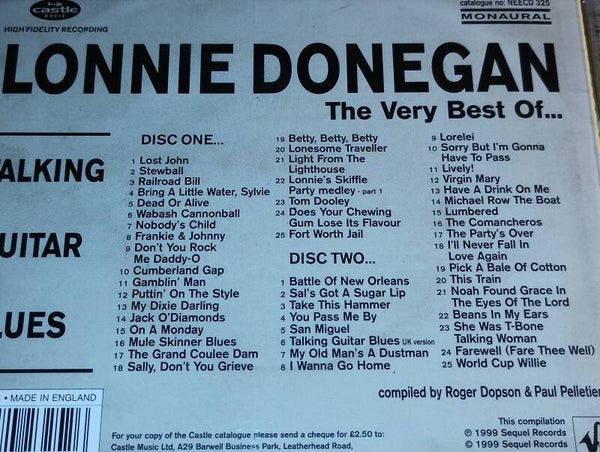 castle
MUSIC
HIGH FIDELITY RECORDING
catalogue no: NEECD 325
MONAURAL
LONNIE DONEGAN
The Very Best Of...
ALKING
UITAR
LUES
DISC ONE...
1 Lost John
2 Stewball
3 Railroad Bill
4 Bring A Little Water, Sylvie
5 Dead Or Alive
6 Wabash Cannonball
7 Nobody's Child
8 Frankie & Johnny
9 Don't You Rock
Me Daddy-O
10 Cumberland Gap
11 Gamblin' Man
12 Puttin' On The Style
13 My Dixie Darling
14 Jack O'Diamonds
15 On A Monday
16 Mule Skinner Blues
17 The Grand Coulee Dam
18 Sally, Don't You Grieve
19 Betty, Betty, Betty
20 Lonesome Traveller
21 Light From The
Lighthouse
22 Lonnie's Skiffle
Party medley - part 1
23 Tom Dooley
24 Does Your Chewing
Gum Lose Its Flavour
25 Fort Worth Jail
DISC TWO...
1 Battle Of New Orleans
2 Sal's Got A Sugar Lip
3 Take This Hammer
4 You Pass Me By
5 San Miguel
6 Talking Guitar Blues UK version
7 My Old Man's A Dustman
8 I Wanna Go Home
9 Lorelei
10 Sorry But I'm Gonna
Have To Pass
11 Lively!
12 Virgin Mary
13 Have A Drink On Me
14 Michael Row The Boat
15 Lumbered
16 The Comancheros
17 The Party's Over
18 I'll Never Fall In
Love Again
19 Pick A Bale Of Cotton
20 This Train
21 Noah Found Grace In
The Eyes Of The Lord
22 Beans In My Ears
23 She Was T-Bone
Talking Woman
24 Farewell (Fare Thee Well)
25 World Cup Willie
compiled by Roger Dopson & Paul Pelletier
• MADE IN ENGLAND
For your copy of the Castle catalogue please send a cheque for £2.50 to:
Castle Music Ltd, A29 Barwell Business Park, Leatherhead Road,
This compilation
℗ 1999 Sequel Records
© 1999 Sequel Records